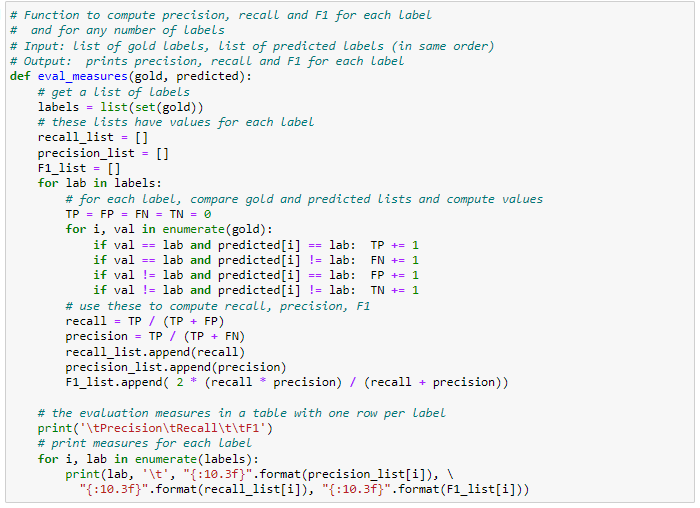 # Function to compute precision, recall and F1 for each label
#  and for any number of labels
# Input: list of gold labels, list of predicted labels (in same order)
# Output:  prints precision, recall and F1 for each label
def eval_measures(gold, predicted):
    # get a list of labels
    labels = list(set(gold))
    # these lists have values for each label
    recall_list = []
    precision_list = []
    F1_list = []
    for lab in labels:
        # for each label, compare gold and predicted lists and compute values
        TP = FP = FN = TN = 0
        for i, val in enumerate(gold):
            if val == lab and predicted[i] == lab:  TP += 1
            if val == lab and predicted[i] != lab:  FN += 1
            if val != lab and predicted[i] == lab:  FP += 1
            if val != lab and predicted[i] != lab:  TN += 1
        # use these to compute recall, precision, F1
        recall = TP / (TP + FP)
        precision = TP / (TP + FN)
        recall_list.append(recall)
        precision_list.append(precision)
        F1_list.append( 2 * (recall * precision) / (recall + precision))

    # the evaluation measures in a table with one row per label
    print('\tPrecision\tRecall\t\tF1')
    # print measures for each label
    for i, lab in enumerate(labels):
        print(lab, '\t', "{:10.3f}".format(precision_list[i]), \
          "{:10.3f}".format(recall_list[i]), "{:10.3f}".format(F1_list[i]))